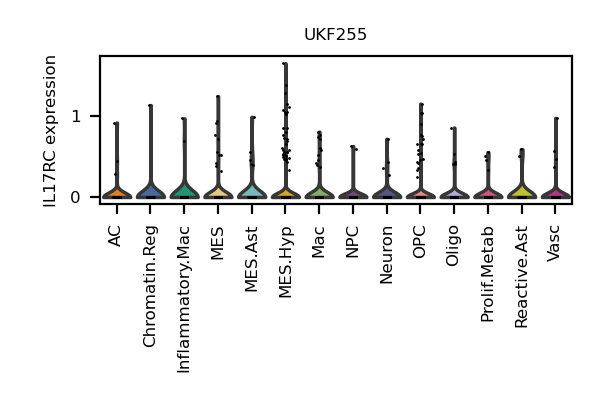 UKF255
IL17RC expression
1
0
AC
Chromatin.Reg
Inflammatory.Mac
MES
MES.Ast
MES.Hyp
Mac
NPC
Neuron
OPC
Oligo
Prolif.Metab
Reactive.Ast
Vasc